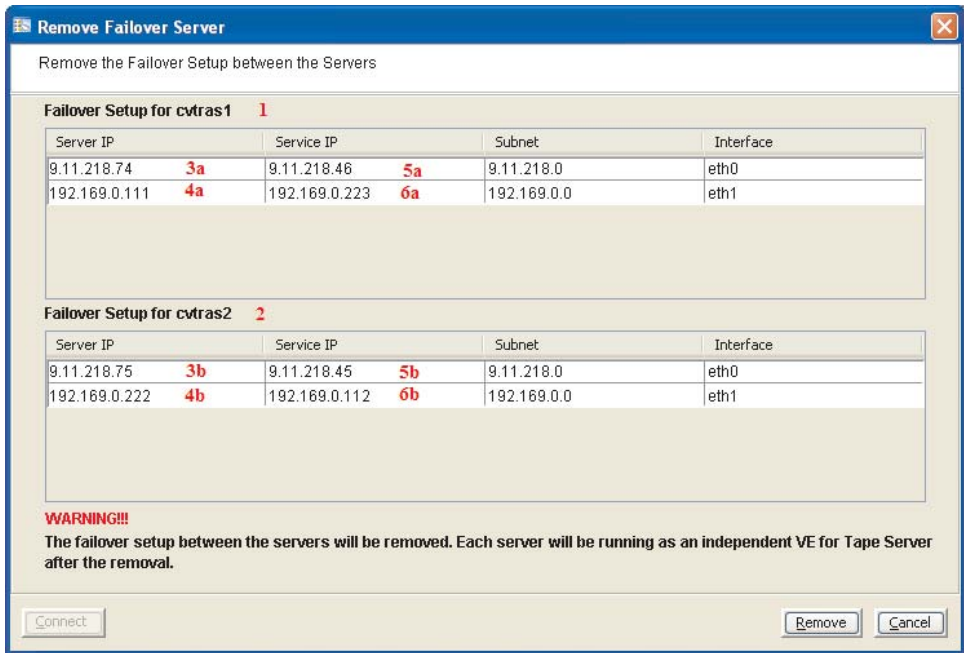 Remove Failover Server
Remove the Failover Setup between the Servers
Failover Setup for cvtras1 1
Server IP Service IP Subnet Interface
9.11.218.74 3a 9.11.218.46 5a 9.11.218.0 eth0
192.169.0.111 4a 192.169.0.223 6a 192.169.0.0 eth1
Failover Setup for cvtras2 2
Server IP Service IP Subnet Interface
9.11.218.75 3b 9.11.218.45 5b 9.11.218.0 eth0
192.169.0.222 4b 192.169.0.112 6b 192.169.0.0 eth1
WARNING!!!
The failover setup between the servers will be removed. Each server will be running as an independent VE for Tape Server
after the removal.
Connect Remove Cancel